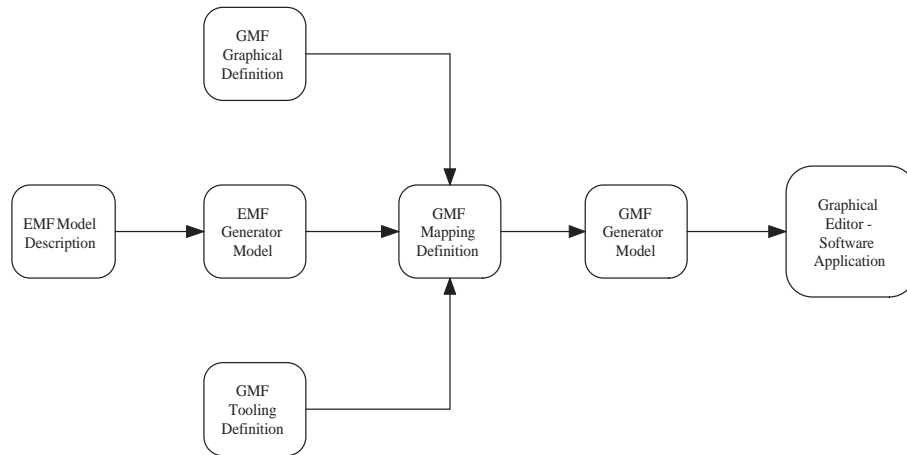 GMF
Graphical
Definition
EMF Model
Description
EMF
Generator
Model
GMF
Mapping
Definition
GMF
Generator
Model
Graphical
Editor -
Software
Application
GMF
Tooling
Definition